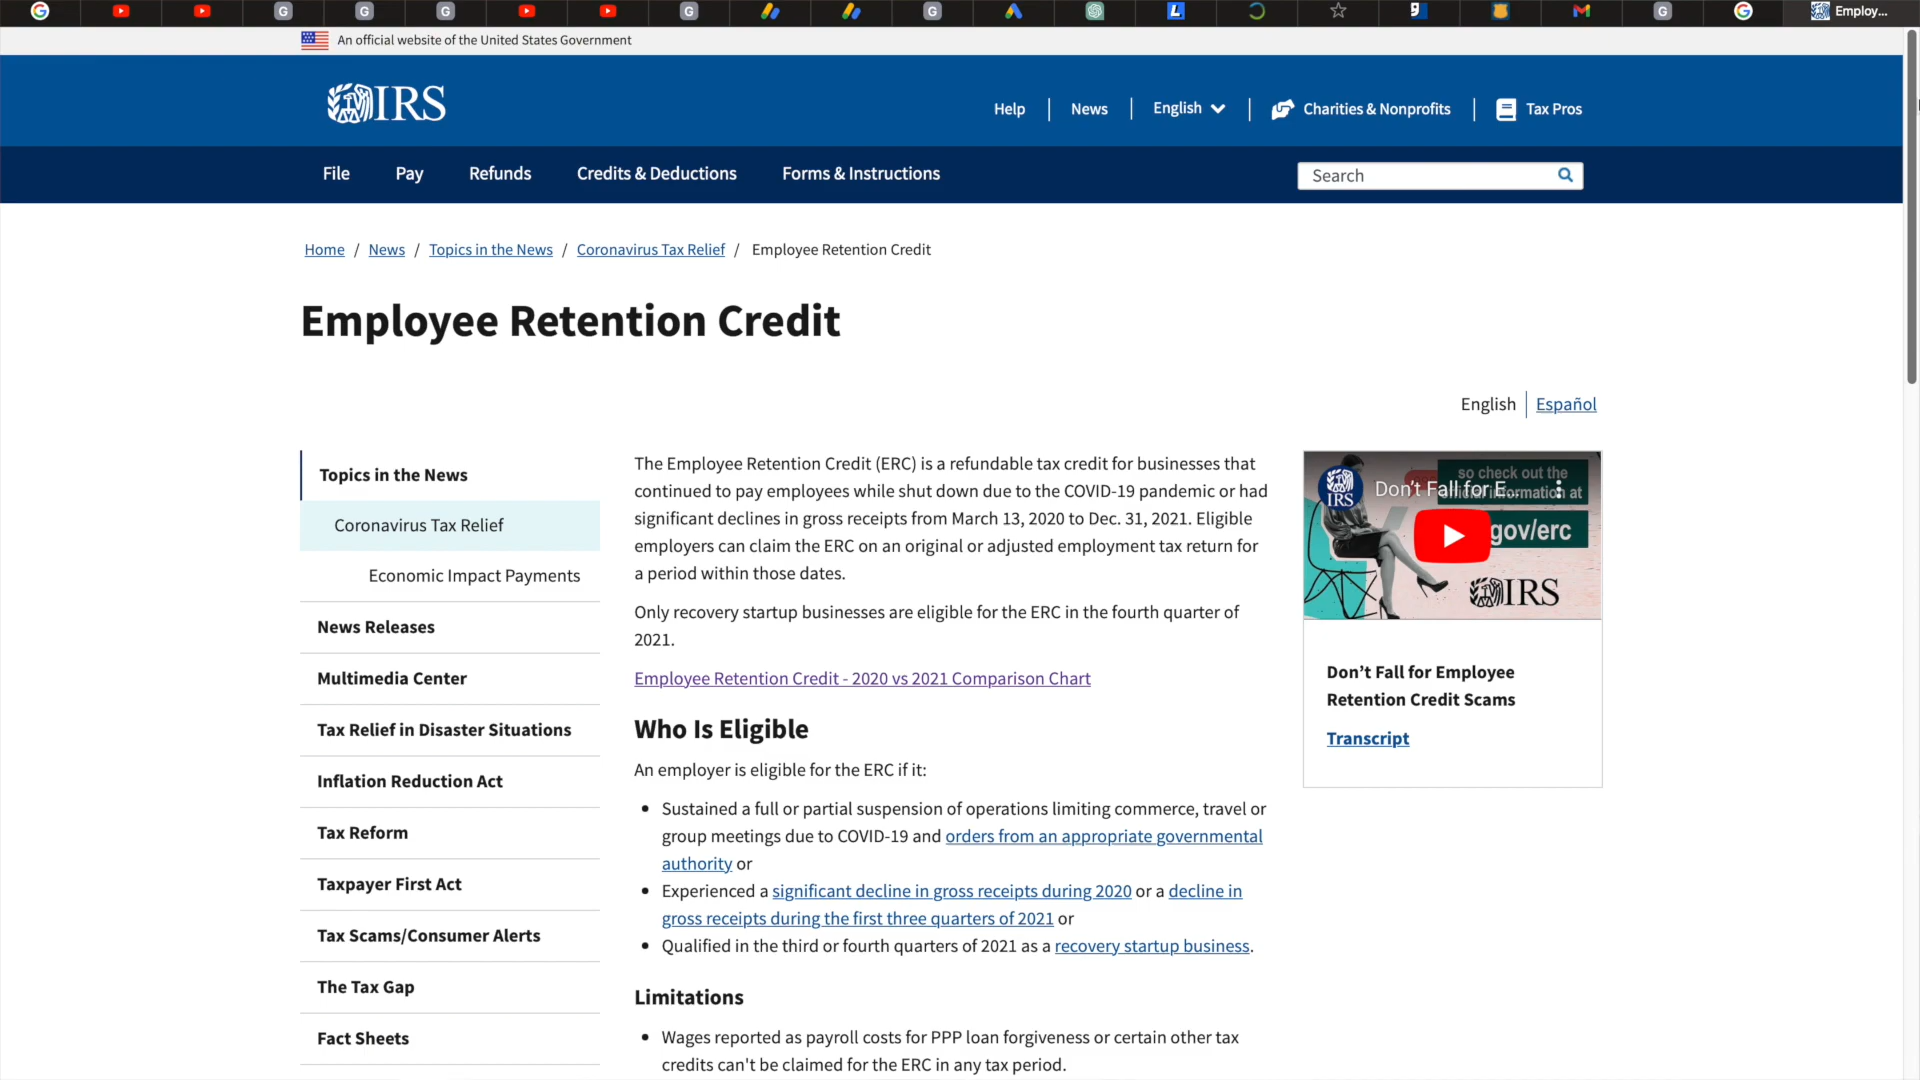 Employ...
An official website of the United States Government
IRS
Help
News
English
Charities & Nonprofits
Tax Pros
File
Pay
Refunds
Credits & Deductions
Forms & Instructions
Search
Home / News / Topics in the News / Coronavirus Tax Relief / Employee Retention Credit
Employee Retention Credit
English
Español
Topics in the News
Coronavirus Tax Relief
Economic Impact Payments
News Releases
Multimedia Center
Tax Relief in Disaster Situations
Inflation Reduction Act
Tax Reform
Taxpayer First Act
Tax Scams/Consumer Alerts
The Tax Gap
Fact Sheets
The Employee Retention Credit (ERC) is a refundable tax credit for businesses that
continued to pay employees while shut down due to the COVID-19 pandemic or had
significant declines in gross receipts from March 13, 2020 to Dec. 31, 2021. Eligible
employers can claim the ERC on an original or adjusted employment tax return for
a period within those dates.
Only recovery startup businesses are eligible for the ERC in the fourth quarter of
2021.
Employee Retention Credit - 2020 vs 2021 Comparison Chart
Who Is Eligible
An employer is eligible for the ERC if it:
• Sustained a full or partial suspension of operations limiting commerce, travel or
group meetings due to COVID-19 and orders from an appropriate governmental
authority or
• Experienced a significant decline in gross receipts during 2020 or a decline in
gross receipts during the first three quarters of 2021 or
• Qualified in the third or fourth quarters of 2021 as a recovery startup business.
Limitations
• Wages reported as payroll costs for PPP loan forgiveness or certain other tax
credits can't be claimed for the ERC in any tax period.
so check out the
Don't Fall for E...
official information at
IRS
gov/erc
IRS
Don’t Fall for Employee
Retention Credit Scams
Transcript